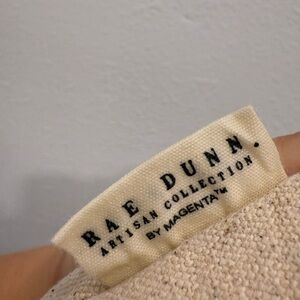 RAE DUNN.
ARTISAN COLLECTION
BY MAGENTA™